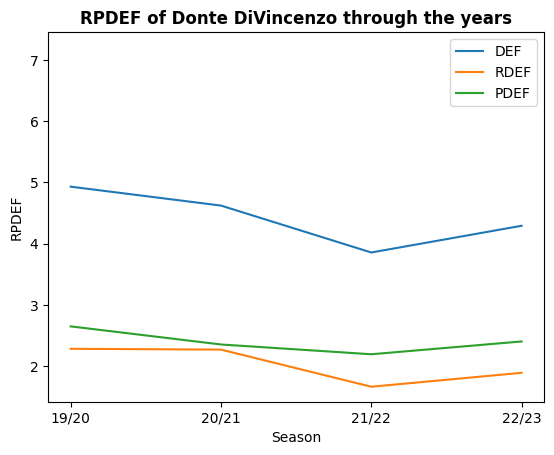 RPDEF of Donte DiVincenzo through the years
DEF
RDEF
PDEF
7
6
5
4
3
2
RPDEF
19/20
20/21
21/22
22/23
Season